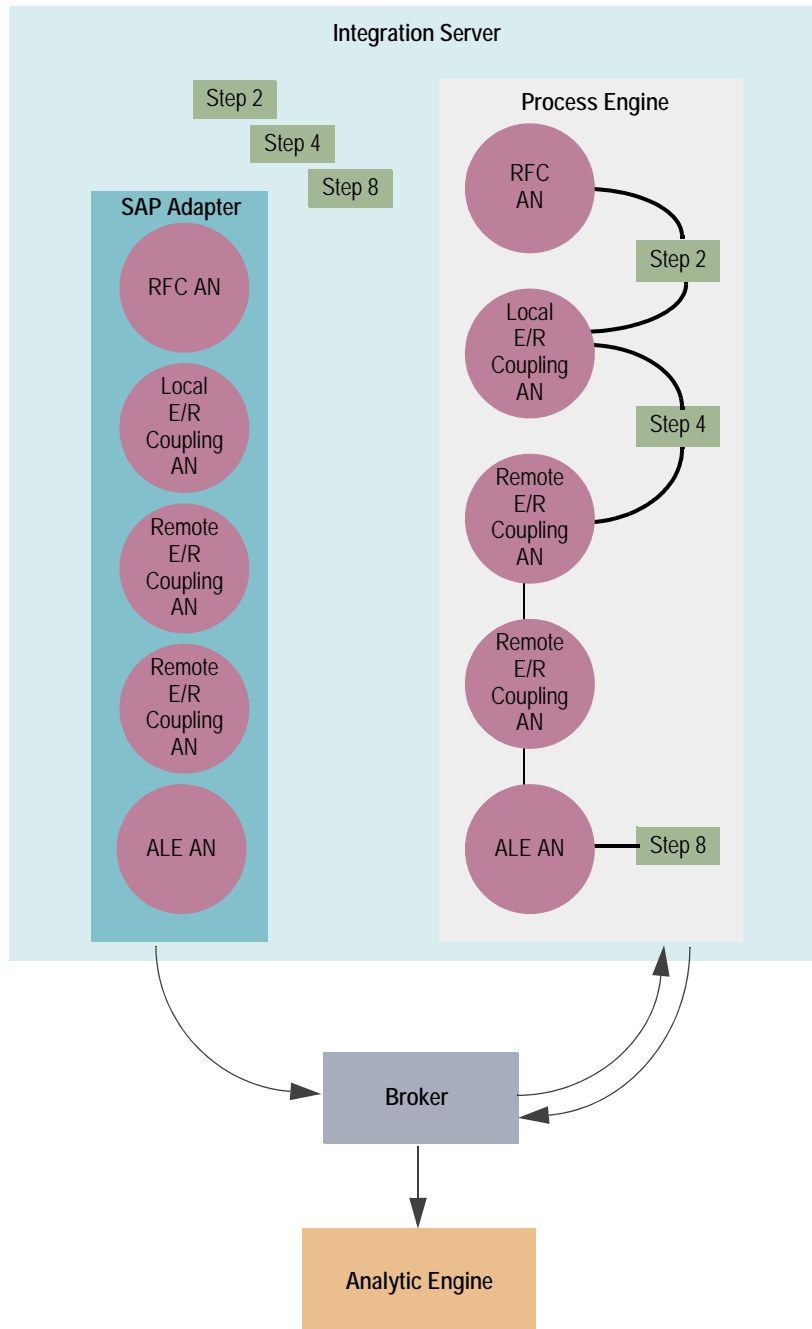 Integration Server
Step 2
Step 4
Step 8
SAP Adapter
RFC AN
Local
E/R
Coupling
AN
Remote
E/R
Coupling
AN
Remote
E/R
Coupling
AN
ALE AN
Process Engine
RFC
AN
Step 2
Local
E/R
Coupling
AN
Step 4
Remote
E/R
Coupling
AN
Remote
E/R
Coupling
AN
ALE AN
Step 8
Broker
Analytic Engine